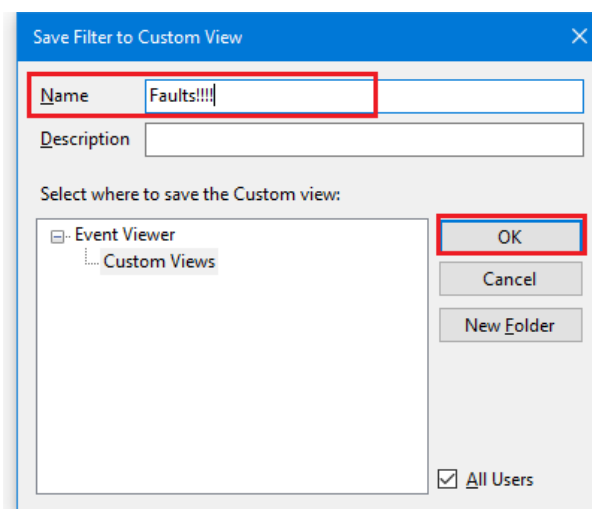 Save Filter to Custom View
Name Faults!!!!
Description
Select where to save the Custom view:
Event Viewer
Custom Views
OK
Cancel
New Folder
All Users